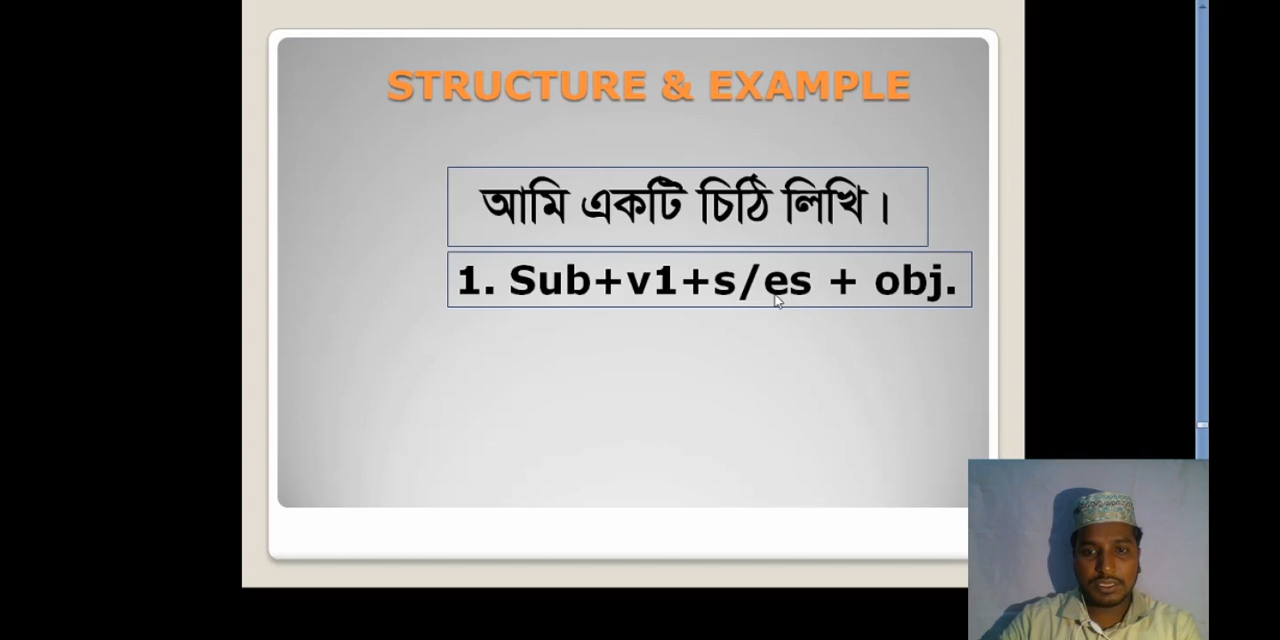 STRUCTURE & EXAMPLE
আমি একটি চিঠি লিখি।
1. Sub+v1+s/es + obj.